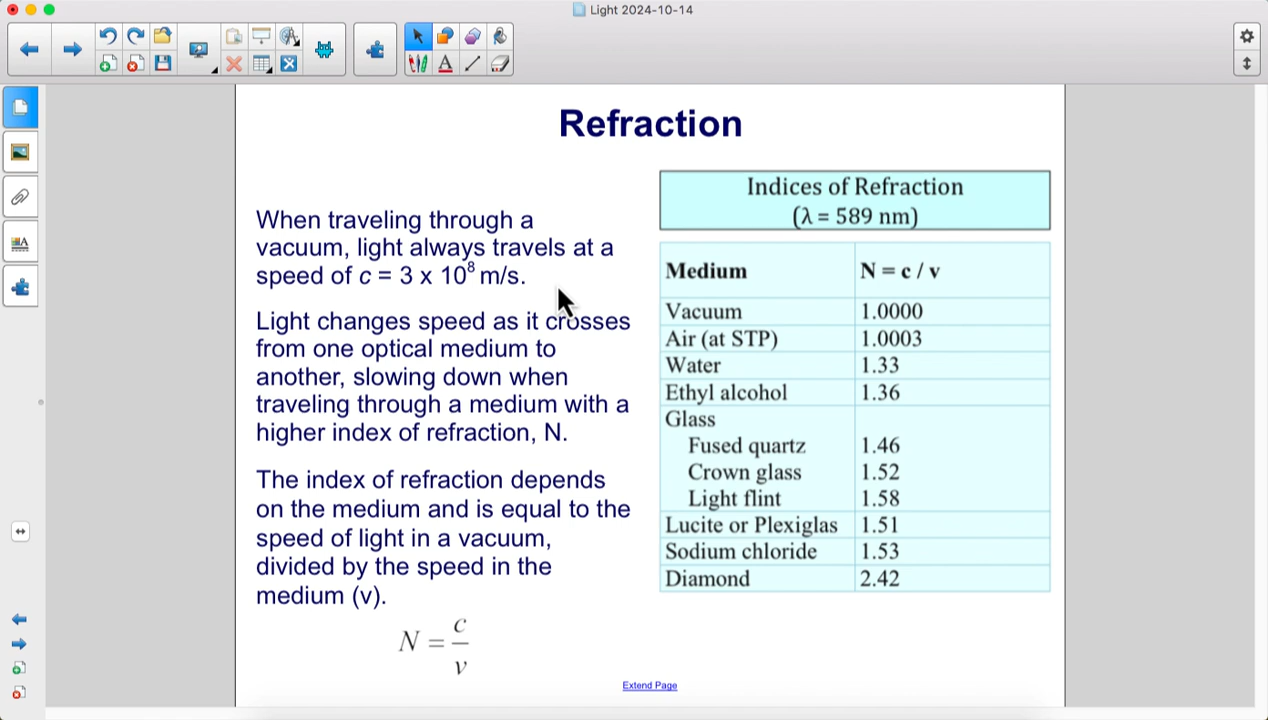 Light 2024-10-14
Refraction
When traveling through a
vacuum, light always travels at a
speed of c = 3 x 10⁸ m/s.
Light changes speed as it crosses
from one optical medium to
another, slowing down when
traveling through a medium with a
higher index of refraction, N.
The index of refraction depends
on the medium and is equal to the
speed of light in a vacuum,
divided by the speed in the
medium (v).
N = c / v
Indices of Refraction
(λ = 589 nm)
Medium N = c / v
Vacuum 1.0000
Air (at STP) 1.0003
Water 1.33
Ethyl alcohol 1.36
Glass
Fused quartz 1.46
Crown glass 1.52
Light flint 1.58
Lucite or Plexiglas 1.51
Sodium chloride 1.53
Diamond 2.42
Extend Page